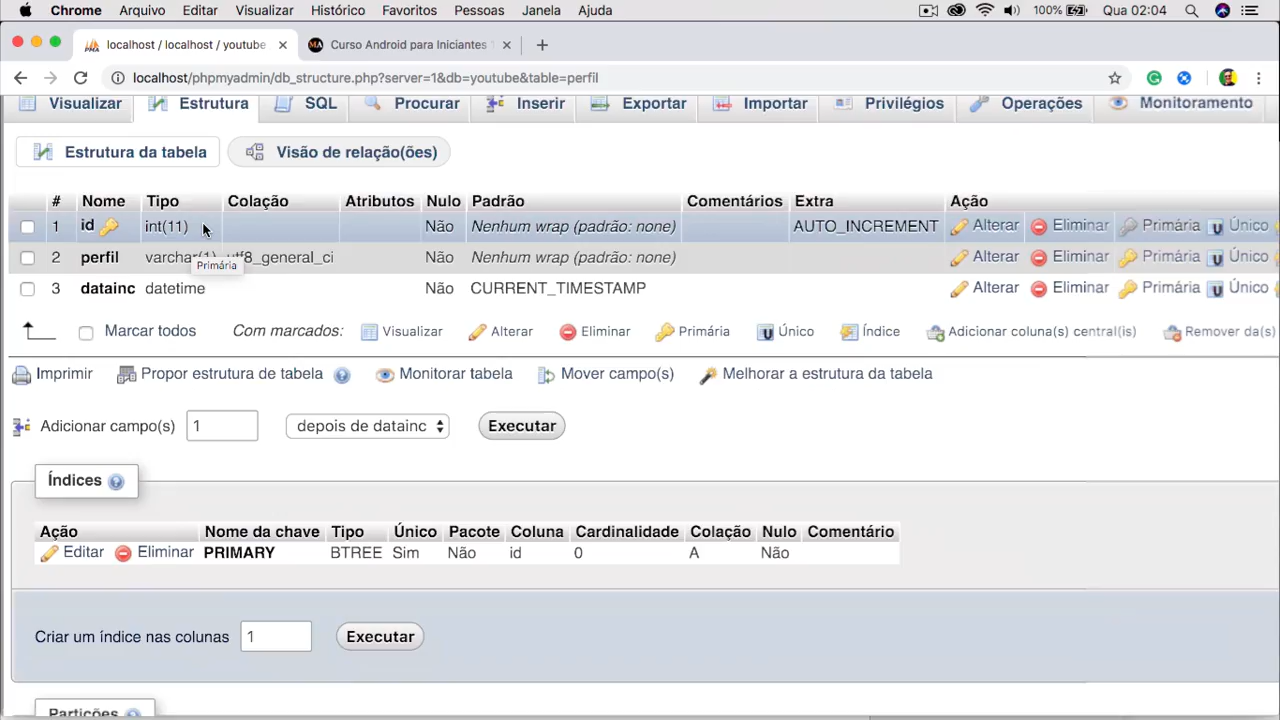 Chrome Arquivo Editar Visualizar Histórico Favoritos Pessoas Janela Ajuda 100% Qua 02:04
localhost / localhost / youtube Curso Android para Iniciantes
localhost/phpmyadmin/db_structure.php?server=1&db=youtube&table=perfil
Visualizar Estrutura SQL Procurar Inserir Exportar Importar Privilégios Operações Monitoramento
Estrutura da tabela Visão de relação(ões)
# Nome Tipo Colação Atributos Nulo Padrão Comentários Extra Ação
1 id int(11) Não Nenhum wrap (padrão: none) AUTO_INCREMENT Alterar Eliminar Primária Único
2 perfil varchar(1) utf8_general_ci Não Nenhum wrap (padrão: none) Alterar Eliminar Primária Único
Primária
3 datainc datetime Não CURRENT_TIMESTAMP Alterar Eliminar Primária Único
Marcar todos Com marcados: Visualizar Alterar Eliminar Primária Único Índice Adicionar coluna(s) central(is) Remover da(s)
Imprimir Propor estrutura de tabela Monitorar tabela Mover campo(s) Melhorar a estrutura da tabela
Adicionar campo(s) 1 depois de datainc Executar
Índices
Ação Nome da chave Tipo Único Pacote Coluna Cardinalidade Colação Nulo Comentário
Editar Eliminar PRIMARY BTREE Sim Não id 0 A Não
Criar um índice nas colunas 1 Executar
Partições